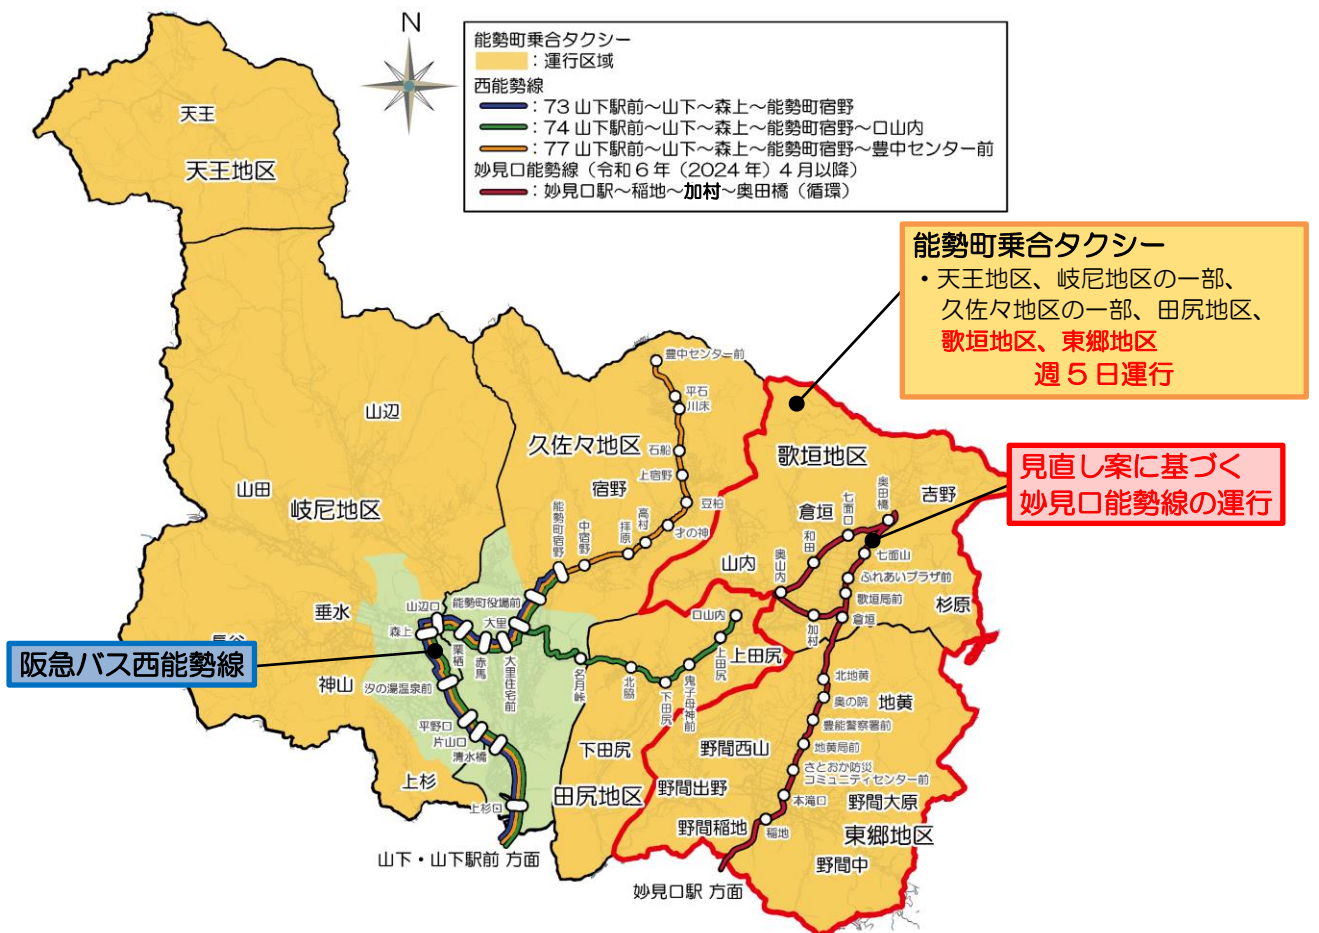 N
能勢町乗合タクシー
：運行区域
西能勢線
：73 山下駅前～山下～森上～能勢町宿野
：74 山下駅前～山下～森上～能勢町宿野～口山内
：77 山下駅前～山下～森上～能勢町宿野～豊中センター前
妙見口能勢線（令和６年（2024年）４月以降）
：妙見口駅～稲地～加村～奥田橋（循環）
能勢町乗合タクシー
・天王地区、岐尼地区の一部、
久佐々地区の一部、田尻地区、
歌垣地区、東郷地区
週５日運行
見直し案に基づく
妙見口能勢線の運行
阪急バス西能勢線
天王
天王地区
山辺
山田
岐尼地区
垂水
神山
上杉
久佐々地区
宿野
豊中センター前
平石
川床
石船
上宿野
豆柏
才の神
高村
拝原
中宿野
能勢町宿野
能勢町役場前
大里
大里住宅前
赤馬
栗栖
山辺口
森上
汐の湯温泉前
平野口
片山口
清水橋
上杉口
山下・山下駅前 方面
名月峠
北脇
下田尻
鬼子母神前
上田尻
口山内
上田尻
下田尻
田尻地区
歌垣地区
倉垣
吉野
山内
杉原
奥田橋
七面口
和田
奥山内
七面山
ふれあいプラザ前
歌垣局前
倉垣
加村
北地黄
奥の院
地黄
豊能警察署前
地黄局前
さとおか防災
コミュニティセンター前
本滝口
稲地
野間西山
野間出野
野間稲地
野間大原
東郷地区
野間中
妙見口駅 方面